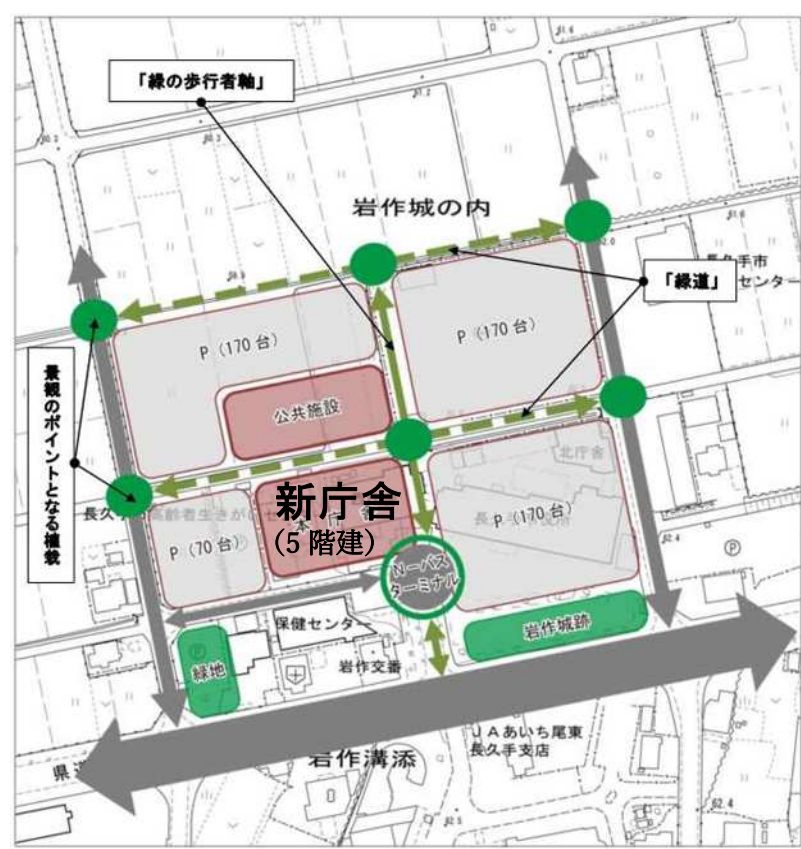 「緑の歩行者軸」
岩作城の内
長久手市
センター
「緑道」
P（170台）
P（170台）
公共施設
景観のポイントとなる植栽
北庁舎
新庁舎
(5階建)
P（70台）
P（170台）
N－バス
ターミナル
保健センター
岩作城跡
緑地
岩作交番
JAあいち尾東
長久手支店
岩作溝添
県道
62.4